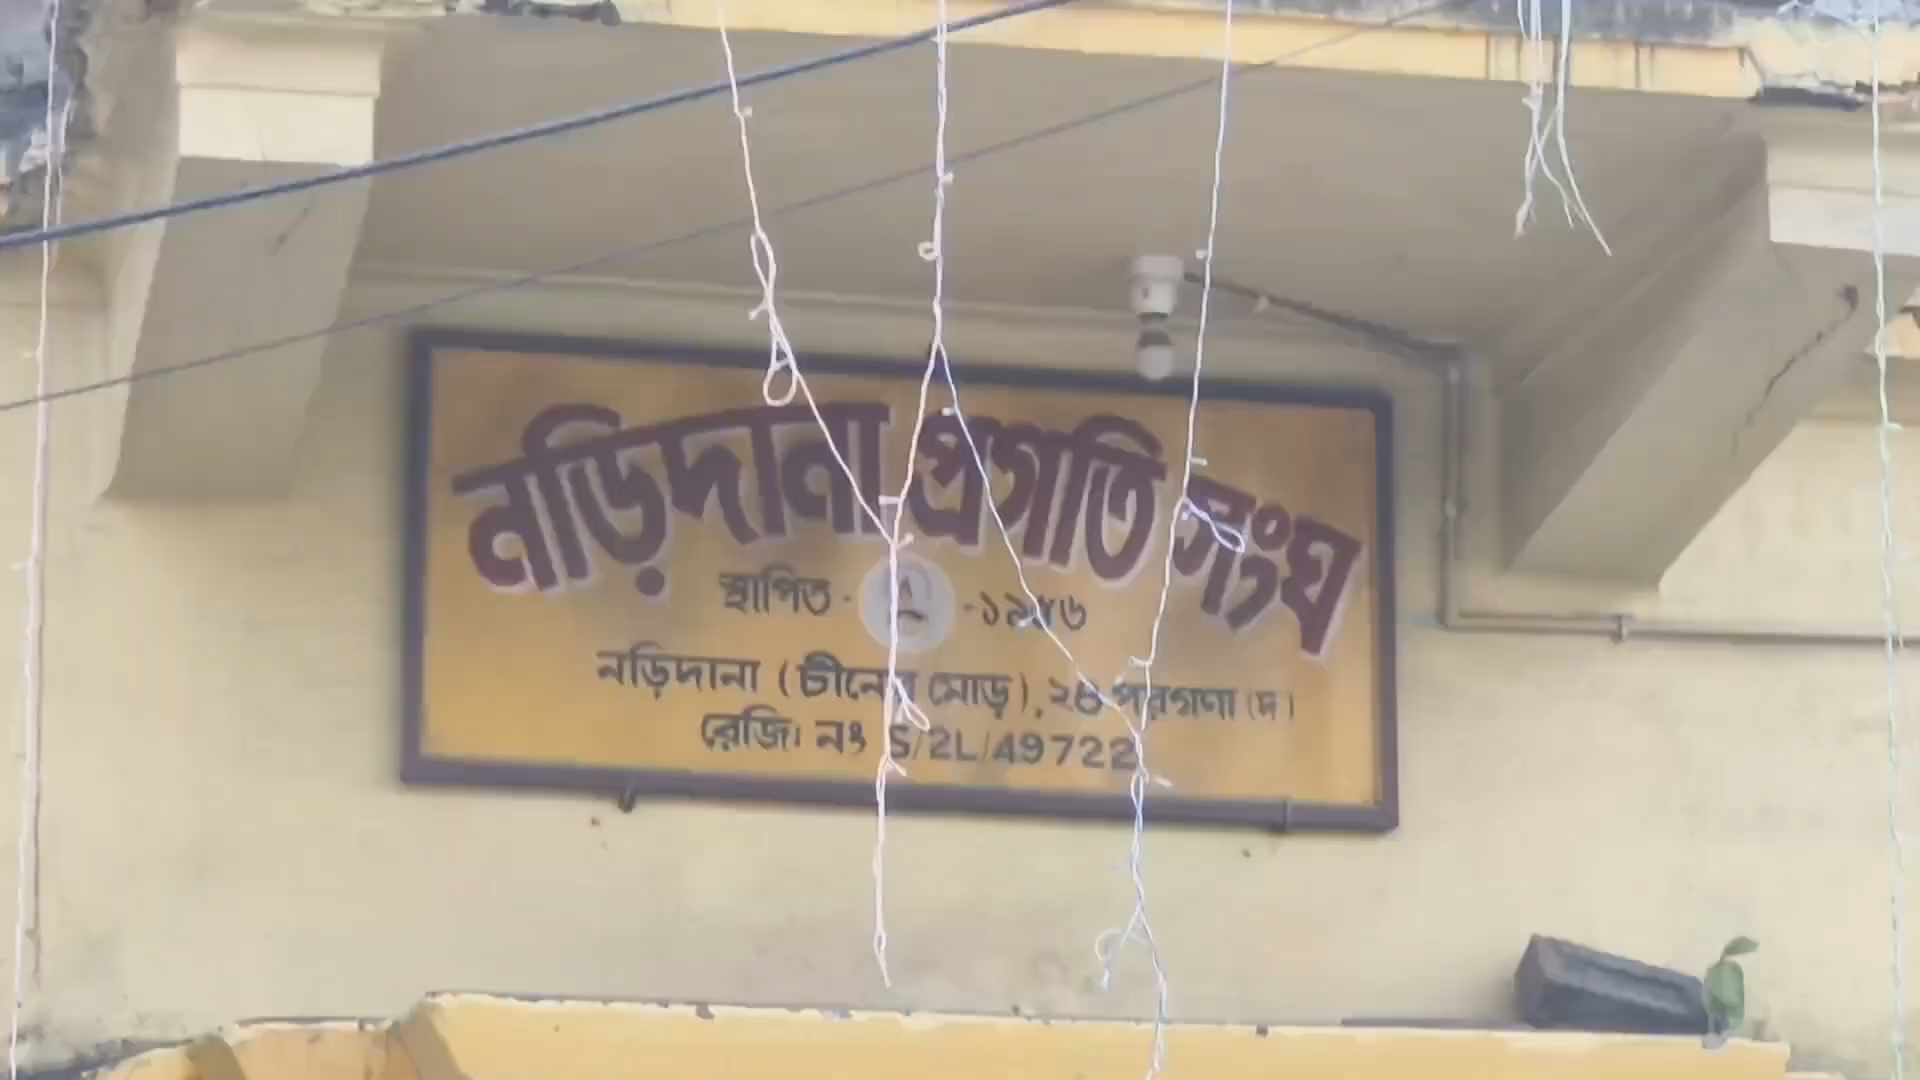 নড়িদানা প্রগতি সংঘ
স্থাপিত - - ১৯৫৬
নড়িদানা (চীনের মোড়), ২৪ পরগণা (দ)
রেজিঃ নং S/2L/49722